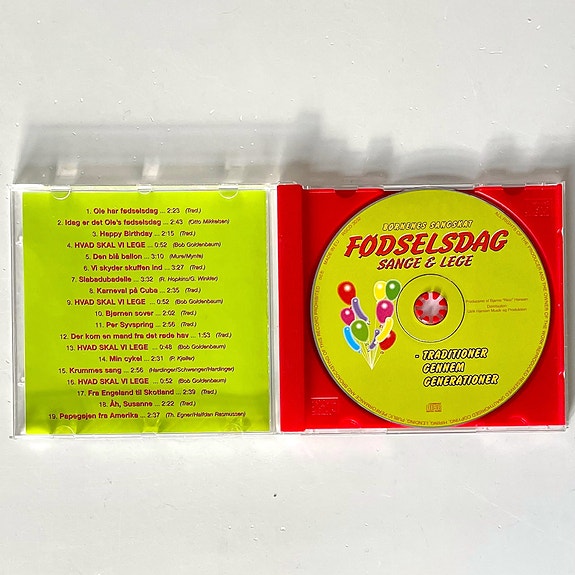 1. Ole har fødselsdag ... 2:23 (Trad.)
2. Idag er det Ole's fødselsdag ... 2:43 (Otto Mikkelsen)
3. Happy Birthday ... 2:15 (Trad.)
4. HVAD SKAL VI LEGE ... 0:52 (Bob Goldenbaum)
5. Den blå ballon ... 3:10 (Mure/Mynte)
6. Vi skyder skuffen ind ... 3:27 (Trad.)
7. Slabadubadelle ... 3:32 (R. Hopkins/G. Winkler)
8. Karneval på Cuba ... 2:35 (Trad.)
9. HVAD SKAL VI LEGE ... 0:52 (Bob Goldenbaum)
10. Bjørnen sover ... 2:02 (Trad.)
11. Per Syvspring ... 2:56 (Trad.)
12. Der kom en mand fra det røde hav ... 1:53 (Trad.)
13. HVAD SKAL VI LEGE ... 0:48 (Bob Goldenbaum)
14. Min cykel ... 2:31 (P. Kjøller)
15. Krummes sang ... 2:56 (Hardinger/Schwenger/Hardinger)
16. HVAD SKAL VI LEGE ... 0:52 (Bob Goldenbaum)
17. Fra Engeland til Skotland ... 2:39 (Trad.)
18. Åh, Susanne ... 2:22 (Trad.)
19. Papegøjen fra Amerika ... (Th. Egner/Halfdan Rasmussen)
BØRNENES SANGSKAT
FØDSELSDAG
SANGE & LEGE
- TRADITIONER
GENNEM
GENERATIONER